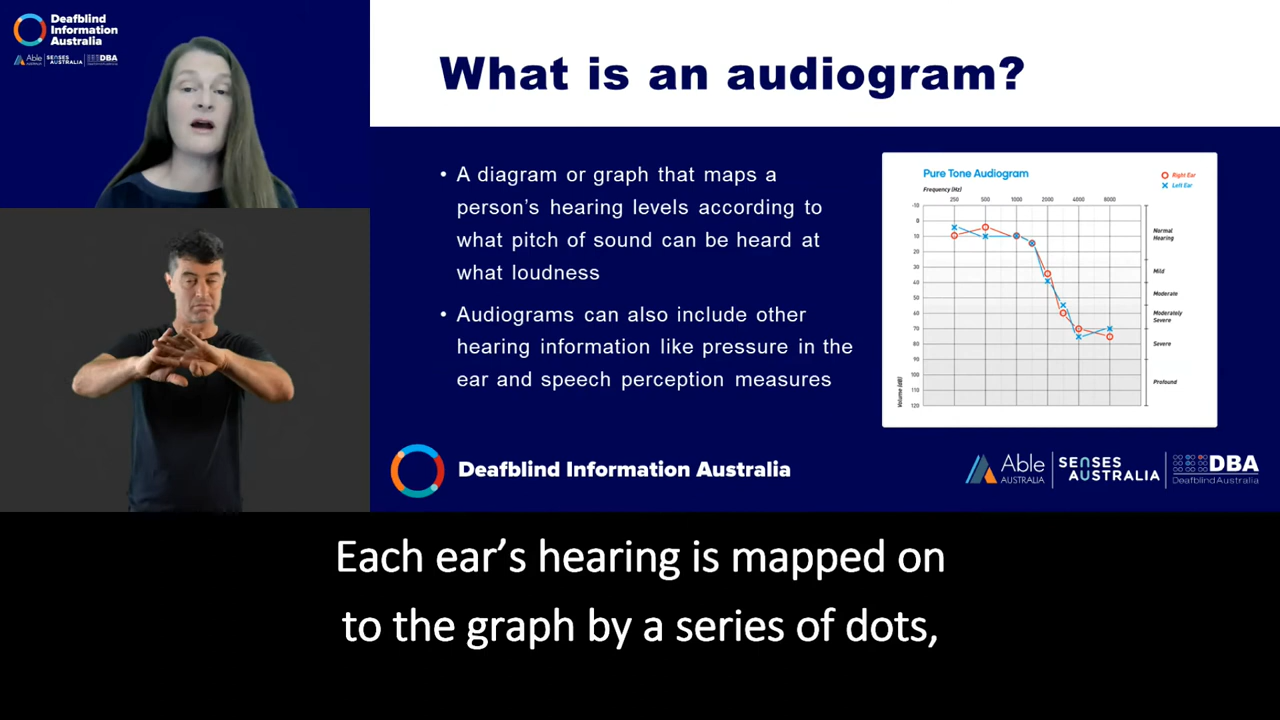 Deafblind
Information
Australia
Able
AUSTRALIA
SENSES
AUSTRALIA
DBA
What is an audiogram?
• A diagram or graph that maps a
person's hearing levels according to
what pitch of sound can be heard at
what loudness
• Audiograms can also include other
hearing information like pressure in the
ear and speech perception measures
Pure Tone Audiogram
Right Ear
Left Ear
Frequency (Hz)
250 500 1000 2000 4000 8000
-10
0
10
20
30
40
50
60
70
80
90
100
110
120
Volume (dB)
Normal
Hearing
Mild
Moderate
Moderately
Severe
Severe
Profound
Deafblind Information Australia
Able
AUSTRALIA
SENSES
AUSTRALIA
DBA
Deafblind Australia
Each ear’s hearing is mapped on
to the graph by a series of dots,